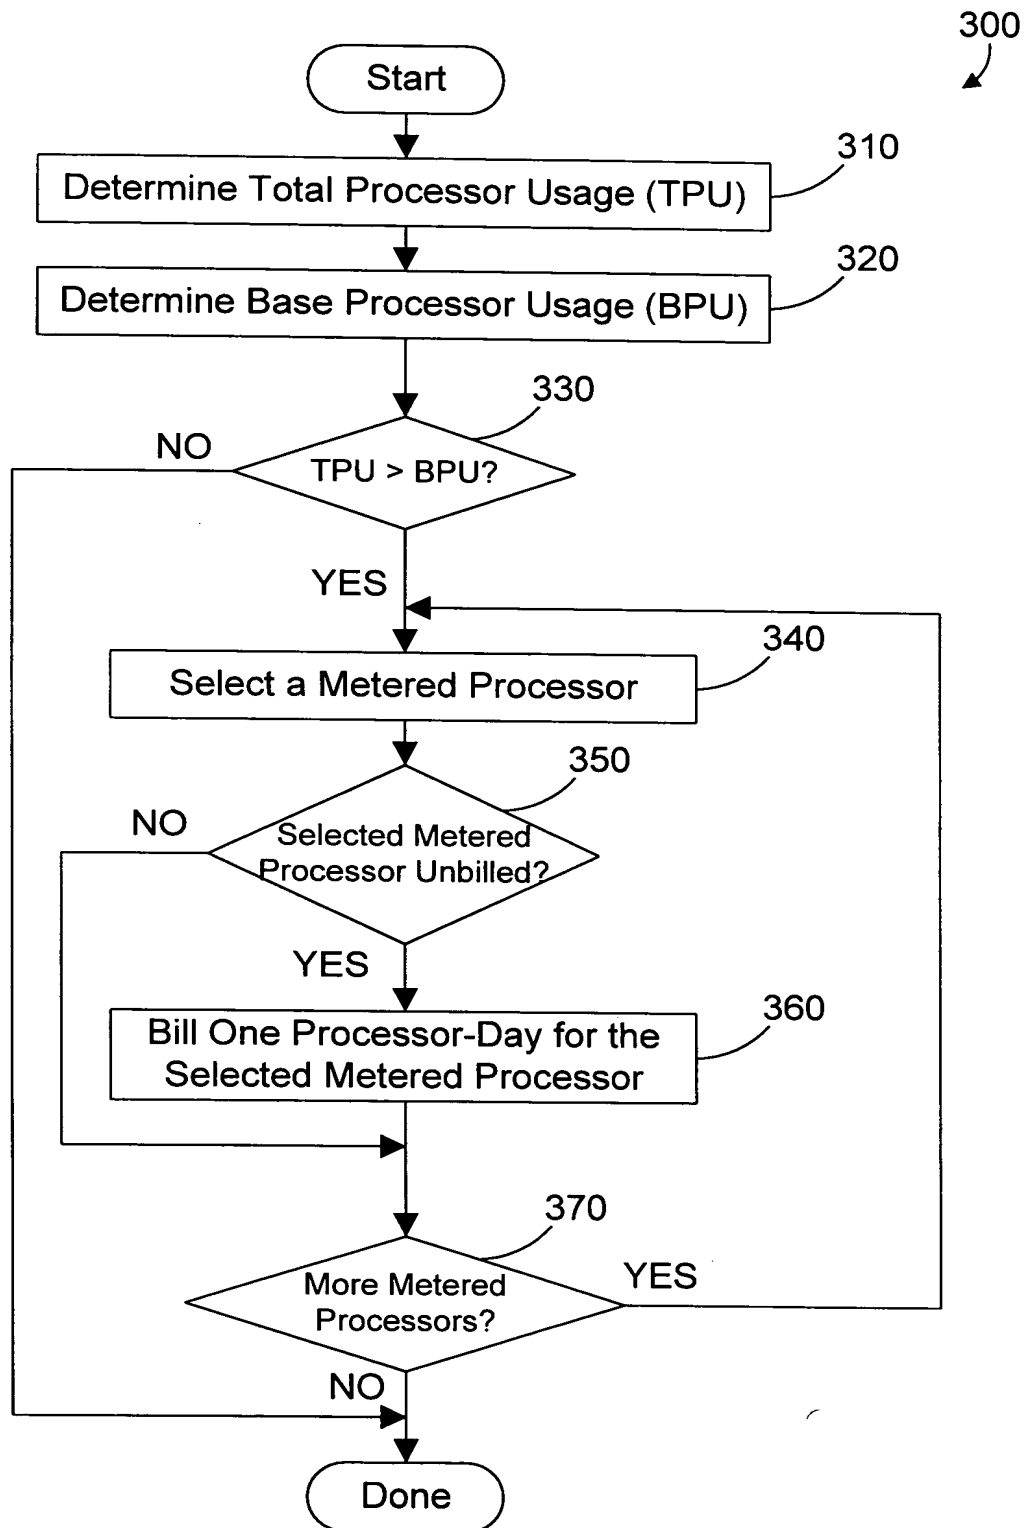 300
Start
310
Determine Total Processor Usage (TPU)
320
Determine Base Processor Usage (BPU)
330
NO
TPU > BPU?
YES
340
Select a Metered Processor
350
NO
Selected Metered
Processor Unbilled?
YES
360
Bill One Processor-Day for the
Selected Metered Processor
370
More Metered
Processors?
YES
NO
Done